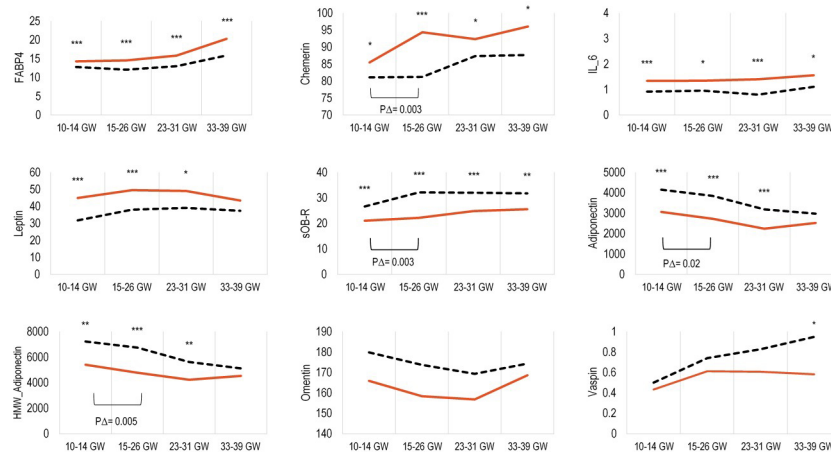 FABP4
25
20
15
10
5
0
*** *** *** ***
10-14 GW 15-26 GW 23-31 GW 33-39 GW
Chemerin
100
95
90
85
80
75
70
* *** * *
P∆= 0.003
10-14 GW 15-26 GW 23-31 GW 33-39 GW
IL_6
4
3
2
1
0
*** * *** *
10-14 GW 15-26 GW 23-31 GW 33-39 GW
Leptin
60
50
40
30
20
10
0
*** *** *
10-14 GW 15-26 GW 23-31 GW 33-39 GW
sOB-R
40
30
20
10
0
*** *** *** **
P∆= 0.003
10-14 GW 15-26 GW 23-31 GW 33-39 GW
Adiponectin
5000
4000
3000
2000
1000
0
*** *** ***
P∆= 0.02
10-14 GW 15-26 GW 23-31 GW 33-39 GW
HMW_Adiponectin
8000
6000
4000
2000
0
** *** **
P∆= 0.005
10-14 GW 15-26 GW 23-31 GW 33-39 GW
Omentin
190
180
170
160
150
140
10-14 GW 15-26 GW 23-31 GW 33-39 GW
Vaspin
1
0.8
0.6
0.4
0.2
0
*
10-14 GW 15-26 GW 23-31 GW 33-39 GW